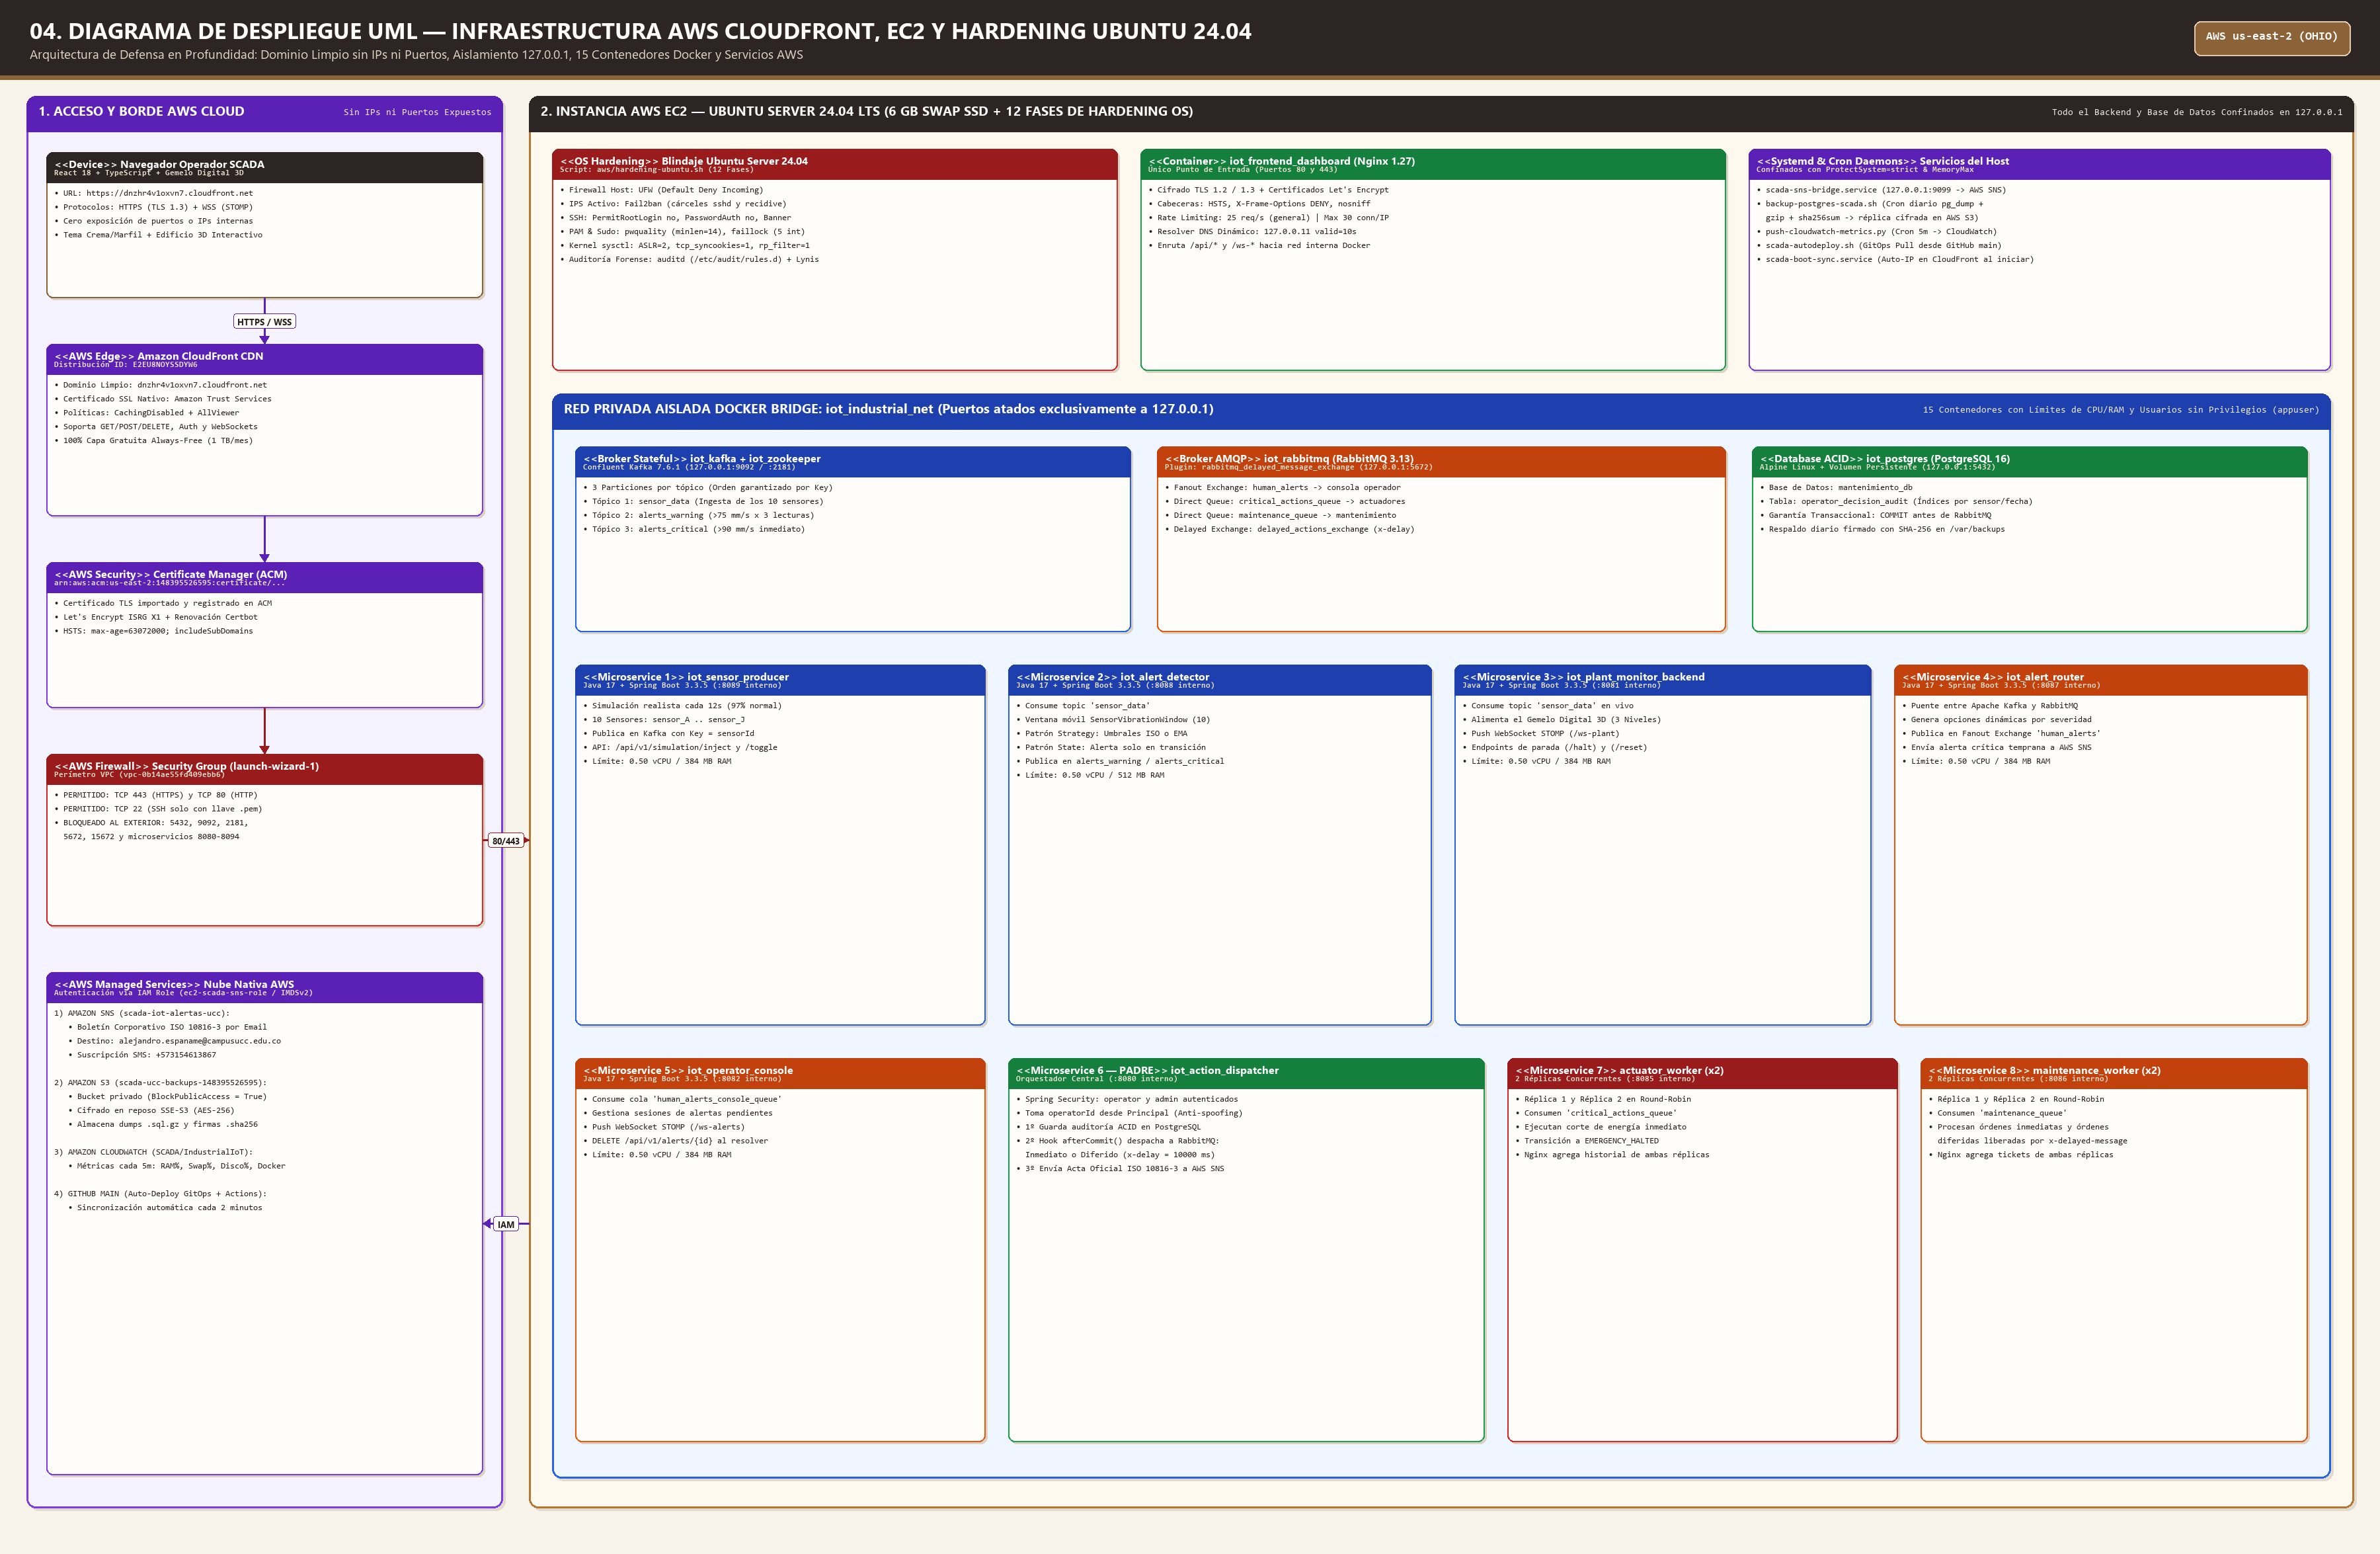 04. DIAGRAMA DE DESPLIEGUE UML — INFRAESTRUCTURA AWS CLOUDFRONT, EC2 Y HARDENING UBUNTU 24.04
Arquitectura de Defensa en Profundidad: Dominio Limpio sin IPs ni Puertos, Aislamiento 127.0.0.1, 15 Contenedores Docker y Servicios AWS
AWS us-east-2 (OHIO)
1. ACCESO Y BORDE AWS CLOUD
Sin IPs ni Puertos Expuestos
<<Device>> Navegador Operador SCADA
React 18 + TypeScript + Gemelo Digital 3D
• URL: https://dnzhr4v1oxvn7.cloudfront.net
• Protocolos: HTTPS (TLS 1.3) + WSS (STOMP)
• Cero exposición de puertos o IPs internas
• Tema Crema/Marfil + Edificio 3D Interactivo
HTTPS / WSS
<<AWS Edge>> Amazon CloudFront CDN
Distribución ID: E2EU8NOYSSDYW6
• Dominio Limpio: dnzhr4v1oxvn7.cloudfront.net
• Certificado SSL Nativo: Amazon Trust Services
• Políticas: CachingDisabled + AllViewer
• Soporta GET/POST/DELETE, Auth y WebSockets
• 100% Capa Gratuita Always-Free (1 TB/mes)
<<AWS Security>> Certificate Manager (ACM)
arn:aws:acm:us-east-2:148395526595:certificate/...
• Certificado TLS importado y registrado en ACM
• Let's Encrypt ISRG X1 + Renovación Certbot
• HSTS: max-age=63072000; includeSubDomains
<<AWS Firewall>> Security Group (launch-wizard-1)
Perímetro VPC (vpc-0b14ae55fd409ebb6)
• PERMITIDO: TCP 443 (HTTPS) y TCP 80 (HTTP)
• PERMITIDO: TCP 22 (SSH solo con llave .pem)
• BLOQUEADO AL EXTERIOR: 5432, 9092, 2181,
5672, 15672 y microservicios 8080-8094
80/443
<<AWS Managed Services>> Nube Nativa AWS
Autenticación vía IAM Role (ec2-scada-sns-role / IMDSv2)
1) AMAZON SNS (scada-iot-alertas-ucc):
• Boletín Corporativo ISO 10816-3 por Email
• Destino: alejandro.espaname@campusucc.edu.co
• Suscripción SMS: +573154613867
2) AMAZON S3 (scada-ucc-backups-148395526595):
• Bucket privado (BlockPublicAccess = True)
• Cifrado en reposo SSE-S3 (AES-256)
• Almacena dumps .sql.gz y firmas .sha256
3) AMAZON CLOUDWATCH (SCADA/IndustrialIoT):
• Métricas cada 5m: RAM%, Swap%, Disco%, Docker
4) GITHUB MAIN (Auto-Deploy GitOps + Actions):
• Sincronización automática cada 2 minutos
IAM
2. INSTANCIA AWS EC2 — UBUNTU SERVER 24.04 LTS (6 GB SWAP SSD + 12 FASES DE HARDENING OS)
Todo el Backend y Base de Datos Confinados en 127.0.0.1
<<OS Hardening>> Blindaje Ubuntu Server 24.04
Script: aws/hardening-ubuntu.sh (12 Fases)
• Firewall Host: UFW (Default Deny Incoming)
• IPS Activo: Fail2ban (cárceles sshd y recidive)
• SSH: PermitRootLogin no, PasswordAuth no, Banner
• PAM & Sudo: pwquality (minlen=14), faillock (5 int)
• Kernel sysctl: ASLR=2, tcp_syncookies=1, rp_filter=1
• Auditoría Forense: auditd (/etc/audit/rules.d) + Lynis
<<Container>> iot_frontend_dashboard (Nginx 1.27)
Único Punto de Entrada (Puertos 80 y 443)
• Cifrado TLS 1.2 / 1.3 + Certificados Let's Encrypt
• Cabeceras: HSTS, X-Frame-Options DENY, nosniff
• Rate Limiting: 25 req/s (general) | Max 30 conn/IP
• Resolver DNS Dinámico: 127.0.0.11 valid=10s
• Enruta /api/* y /ws-* hacia red interna Docker
<<Systemd & Cron Daemons>> Servicios del Host
Confinados con ProtectSystem=strict & MemoryMax
• scada-sns-bridge.service (127.0.0.1:9099 -> AWS SNS)
• backup-postgres-scada.sh (Cron diario pg_dump +
gzip + sha256sum -> réplica cifrada en AWS S3)
• push-cloudwatch-metrics.py (Cron 5m -> CloudWatch)
• scada-autodeploy.sh (GitOps Pull desde GitHub main)
• scada-boot-sync.service (Auto-IP en CloudFront al iniciar)
RED PRIVADA AISLADA DOCKER BRIDGE: iot_industrial_net (Puertos atados exclusivamente a 127.0.0.1)
15 Contenedores con Límites de CPU/RAM y Usuarios sin Privilegios (appuser)
<<Broker Stateful>> iot_kafka + iot_zookeeper
Confluent Kafka 7.6.1 (127.0.0.1:9092 / :2181)
• 3 Particiones por tópico (Orden garantizado por Key)
• Tópico 1: sensor_data (Ingesta de los 10 sensores)
• Tópico 2: alerts_warning (>75 mm/s x 3 lecturas)
• Tópico 3: alerts_critical (>90 mm/s inmediato)
<<Broker AMQP>> iot_rabbitmq (RabbitMQ 3.13)
Plugin: rabbitmq_delayed_message_exchange (127.0.0.1:5672)
• Fanout Exchange: human_alerts -> consola operador
• Direct Queue: critical_actions_queue -> actuadores
• Direct Queue: maintenance_queue -> mantenimiento
• Delayed Exchange: delayed_actions_exchange (x-delay)
<<Database ACID>> iot_postgres (PostgreSQL 16)
Alpine Linux + Volumen Persistente (127.0.0.1:5432)
• Base de Datos: mantenimiento_db
• Tabla: operator_decision_audit (Índices por sensor/fecha)
• Garantía Transaccional: COMMIT antes de RabbitMQ
• Respaldo diario firmado con SHA-256 en /var/backups
<<Microservice 1>> iot_sensor_producer
Java 17 + Spring Boot 3.3.5 (:8089 interno)
• Simulación realista cada 12s (97% normal)
• 10 Sensores: sensor_A .. sensor_J
• Publica en Kafka con Key = sensorId
• API: /api/v1/simulation/inject y /toggle
• Límite: 0.50 vCPU / 384 MB RAM
<<Microservice 2>> iot_alert_detector
Java 17 + Spring Boot 3.3.5 (:8088 interno)
• Consume topic 'sensor_data'
• Ventana móvil SensorVibrationWindow (10)
• Patrón Strategy: Umbrales ISO o EMA
• Patrón State: Alerta solo en transición
• Publica en alerts_warning / alerts_critical
• Límite: 0.50 vCPU / 512 MB RAM
<<Microservice 3>> iot_plant_monitor_backend
Java 17 + Spring Boot 3.3.5 (:8081 interno)
• Consume topic 'sensor_data' en vivo
• Alimenta el Gemelo Digital 3D (3 Niveles)
• Push WebSocket STOMP (/ws-plant)
• Endpoints de parada (/halt) y (/reset)
• Límite: 0.50 vCPU / 384 MB RAM
<<Microservice 4>> iot_alert_router
Java 17 + Spring Boot 3.3.5 (:8087 interno)
• Puente entre Apache Kafka y RabbitMQ
• Genera opciones dinámicas por severidad
• Publica en Fanout Exchange 'human_alerts'
• Envía alerta crítica temprana a AWS SNS
• Límite: 0.50 vCPU / 384 MB RAM
<<Microservice 5>> iot_operator_console
Java 17 + Spring Boot 3.3.5 (:8082 interno)
• Consume cola 'human_alerts_console_queue'
• Gestiona sesiones de alertas pendientes
• Push WebSocket STOMP (/ws-alerts)
• DELETE /api/v1/alerts/{id} al resolver
• Límite: 0.50 vCPU / 384 MB RAM
<<Microservice 6 — PADRE>> iot_action_dispatcher
Orquestador Central (:8080 interno)
• Spring Security: operator y admin autenticados
• Toma operatorId desde Principal (Anti-spoofing)
• 1º Guarda auditoría ACID en PostgreSQL
• 2º Hook afterCommit() despacha a RabbitMQ:
Inmediato o Diferido (x-delay = 10000 ms)
• 3º Envía Acta Oficial ISO 10816-3 a AWS SNS
<<Microservice 7>> actuator_worker (x2)
2 Réplicas Concurrentes (:8085 interno)
• Réplica 1 y Réplica 2 en Round-Robin
• Consumen 'critical_actions_queue'
• Ejecutan corte de energía inmediato
• Transición a EMERGENCY_HALTED
• Nginx agrega historial de ambas réplicas
<<Microservice 8>> maintenance_worker (x2)
2 Réplicas Concurrentes (:8086 interno)
• Réplica 1 y Réplica 2 en Round-Robin
• Consumen 'maintenance_queue'
• Procesan órdenes inmediatas y órdenes
diferidas liberadas por x-delayed-message
• Nginx agrega tickets de ambas réplicas